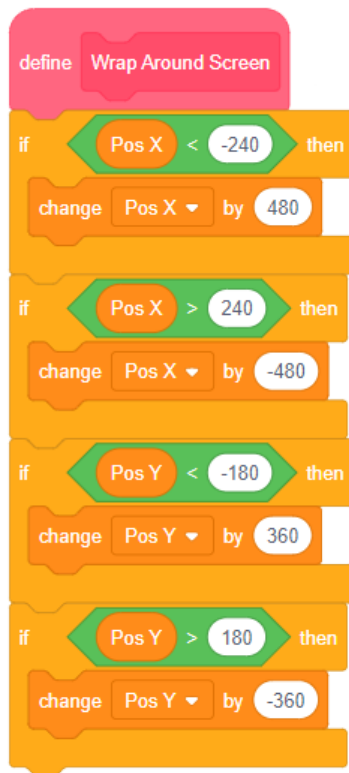 define Wrap Around Screen
if Pos X < -240 then
change Pos X by 480
if Pos X > 240 then
change Pos X by -480
if Pos Y < -180 then
change Pos Y by 360
if Pos Y > 180 then
change Pos Y by -360